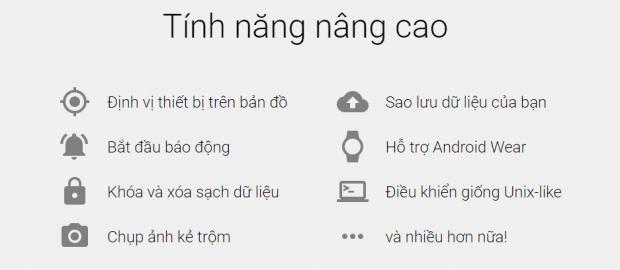 Tính năng nâng cao
Định vị thiết bị trên bản đồ
Bắt đầu báo động
Khóa và xóa sạch dữ liệu
Chụp ảnh kẻ trộm
Sao lưu dữ liệu của bạn
Hỗ trợ Android Wear
Điều khiển giống Unix-like
và nhiều hơn nữa!